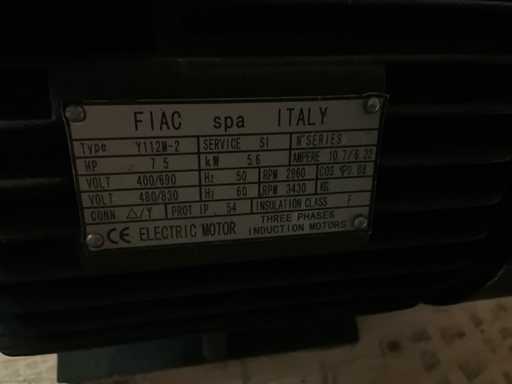 FIAC spa ITALY
Type Y112M-2 SERVICE S1 N° SERIES
HP 7.5 kW 5.6 AMPERE 10.7/6.20
VOLT 400/690 Hz 50 RPM 2860 COS φ 0.88
VOLT 480/830 Hz 60 RPM 3430 KG
CONN △/Y PROT IP 54 INSULATION CLASS F
CE ELECTRIC MOTOR THREE PHASES
INDUCTION MOTORS